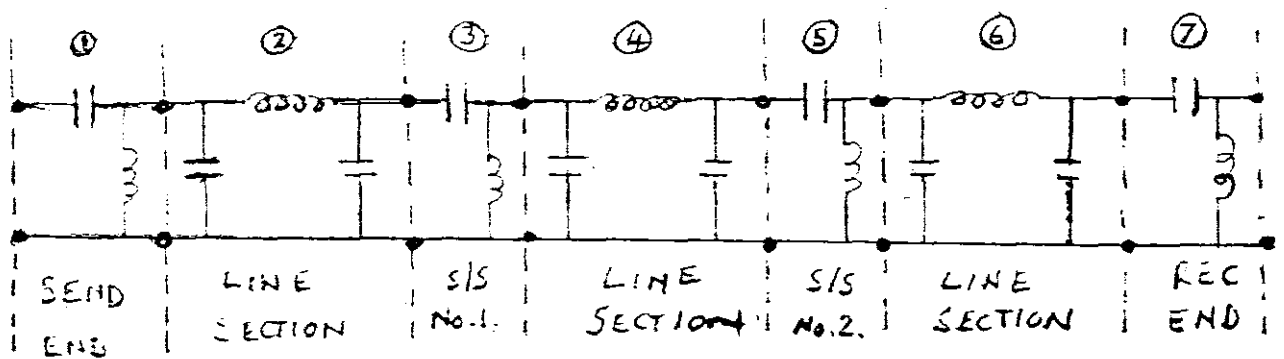 ① ② ③ ④ ⑤ ⑥ ⑦
SEND LINE S/S LINE S/S LINE REC
END SECTION No.1. SECTION No.2. SECTION END